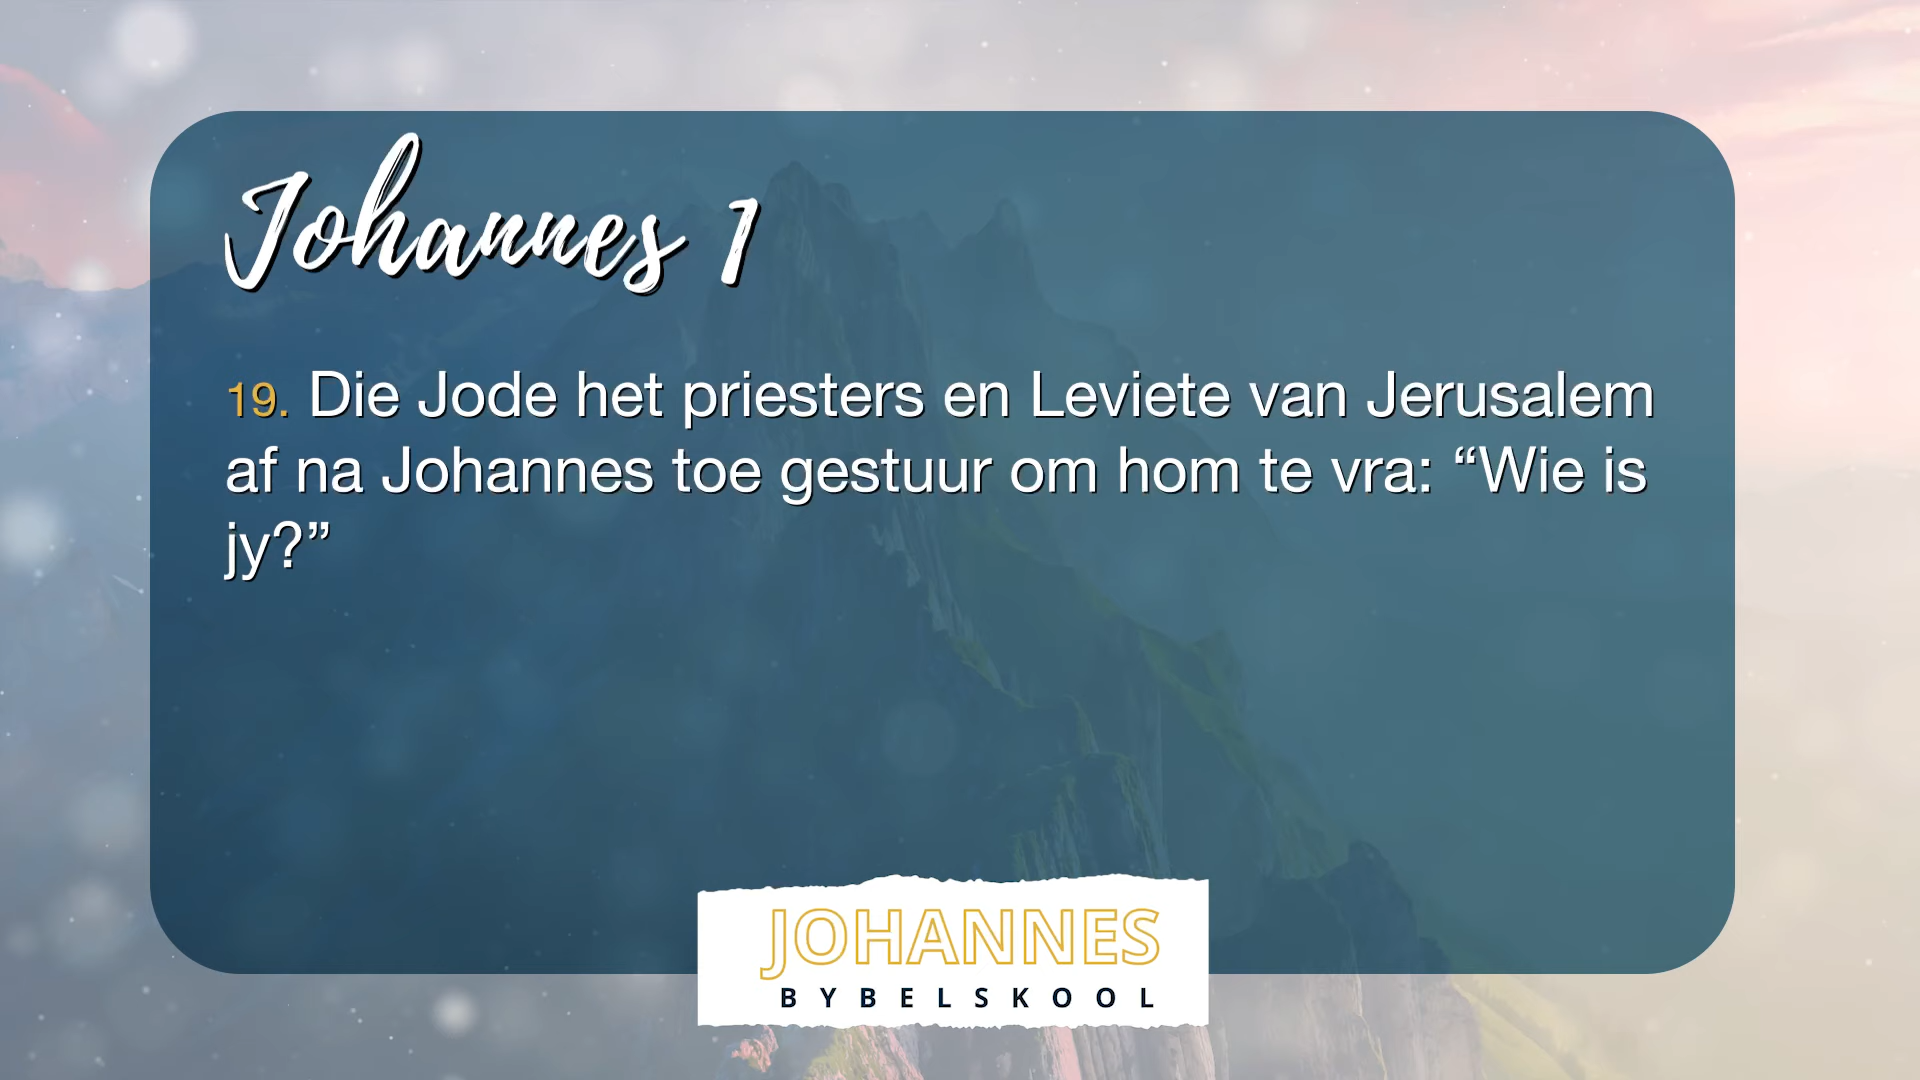 Johannes 1
19. Die Jode het priesters en Leviete van Jerusalem
af na Johannes toe gestuur om hom te vra: “Wie is
jy?”
JOHANNES
BYBELSKOOL